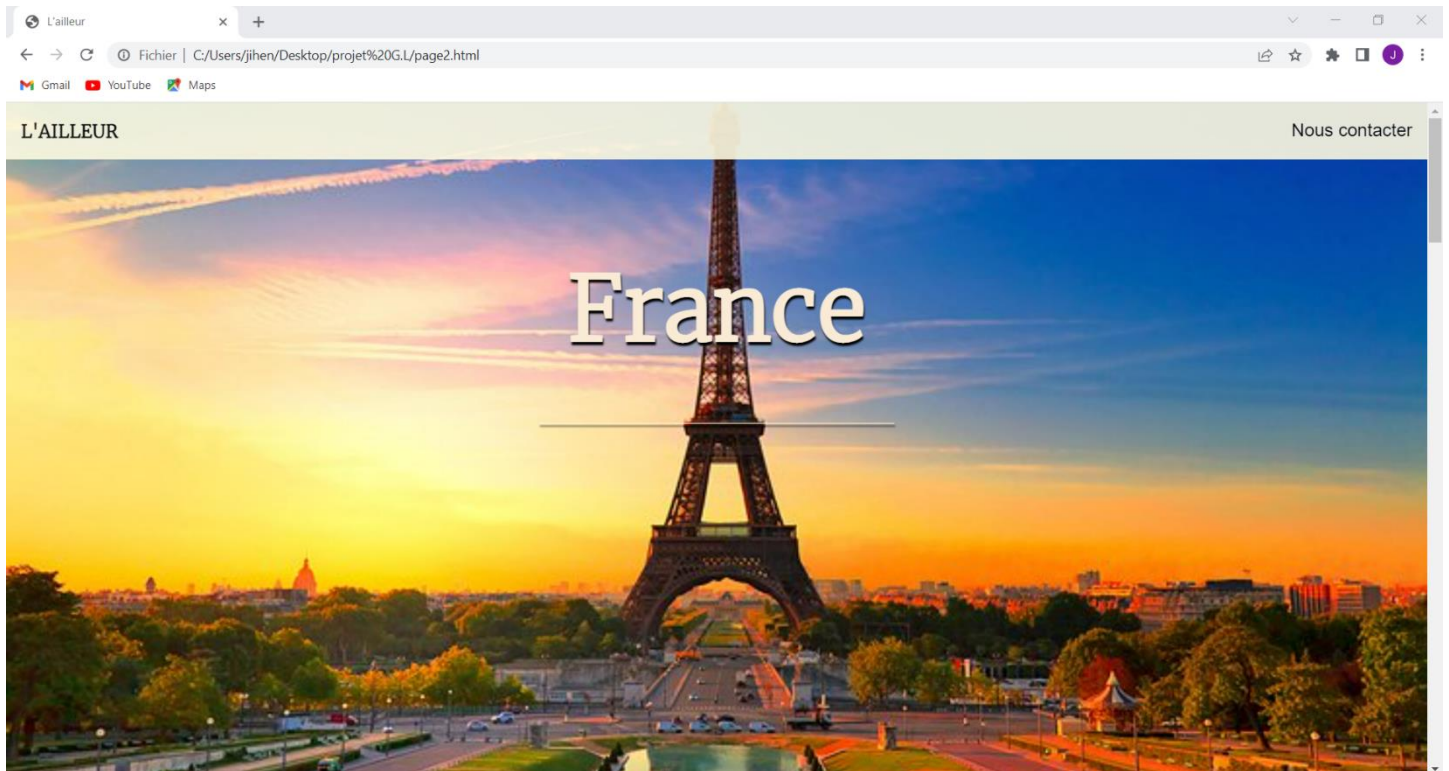 L'ailleur
Fichier | C:/Users/jihen/Desktop/projet%20G.L/page2.html
J
Gmail YouTube Maps
L'AILLEUR
Nous contacter
France